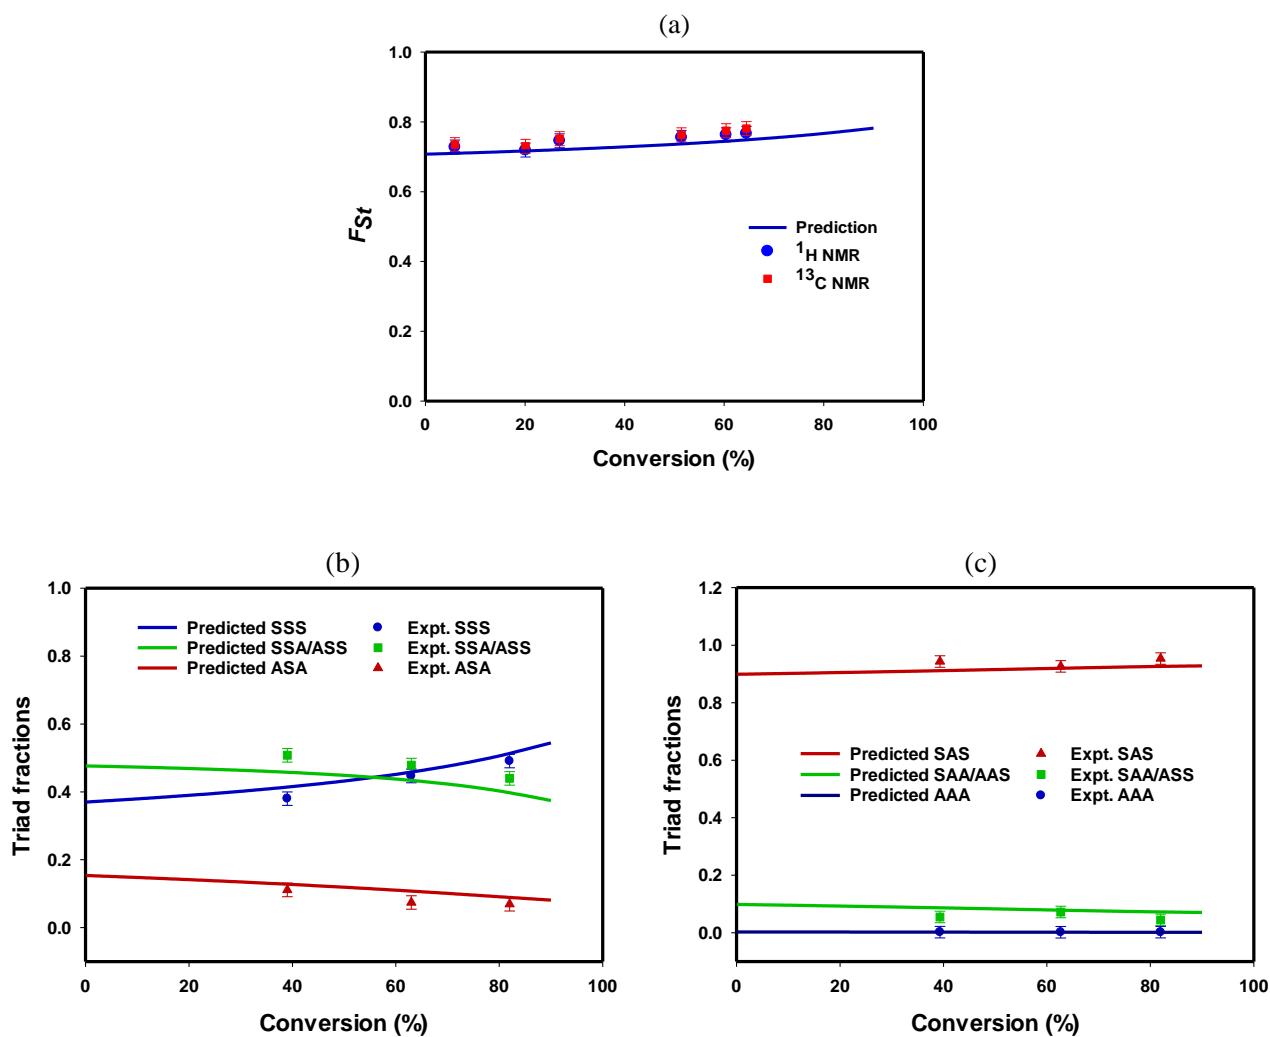 (a)
1.0
0.8
0.6
0.4
0.2
0.0
FSt
Prediction
1H NMR
13C NMR
0 20 40 60 80 100
Conversion (%)
(b)
1.0
0.8
0.6
0.4
0.2
0.0
Triad fractions
Predicted SSS Expt. SSS
Predicted SSA/ASS Expt. SSA/ASS
Predicted ASA Expt. ASA
0 20 40 60 80 100
Conversion (%)
(c)
1.2
1.0
0.8
0.6
0.4
0.2
0.0
Triad fractions
Predicted SAS Expt. SAS
Predicted SAA/AAS Expt. SAA/ASS
Predicted AAA Expt. AAA
0 20 40 60 80 100
Conversion (%)